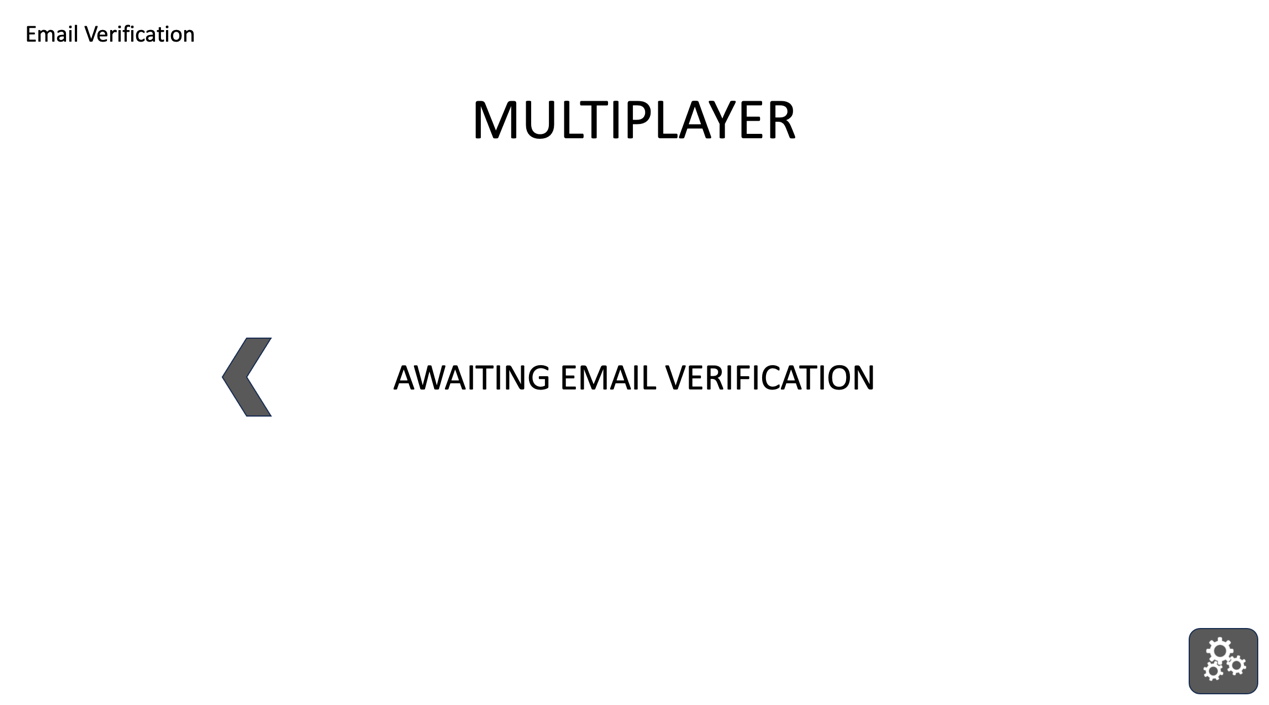 Email Verification
MULTIPLAYER
AWAITING EMAIL VERIFICATION